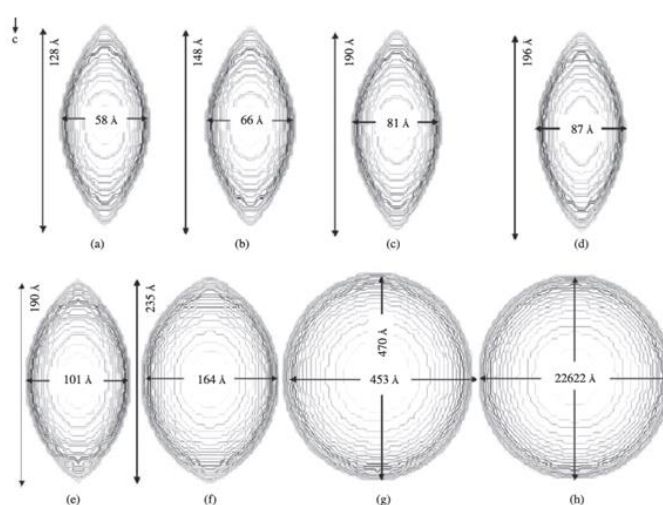 c
128 Å
58 Å
(a)
148 Å
66 Å
(b)
190 Å
81 Å
(c)
196 Å
87 Å
(d)
190 Å
101 Å
(e)
235 Å
164 Å
(f)
470 Å
453 Å
(g)
22622 Å
(h)